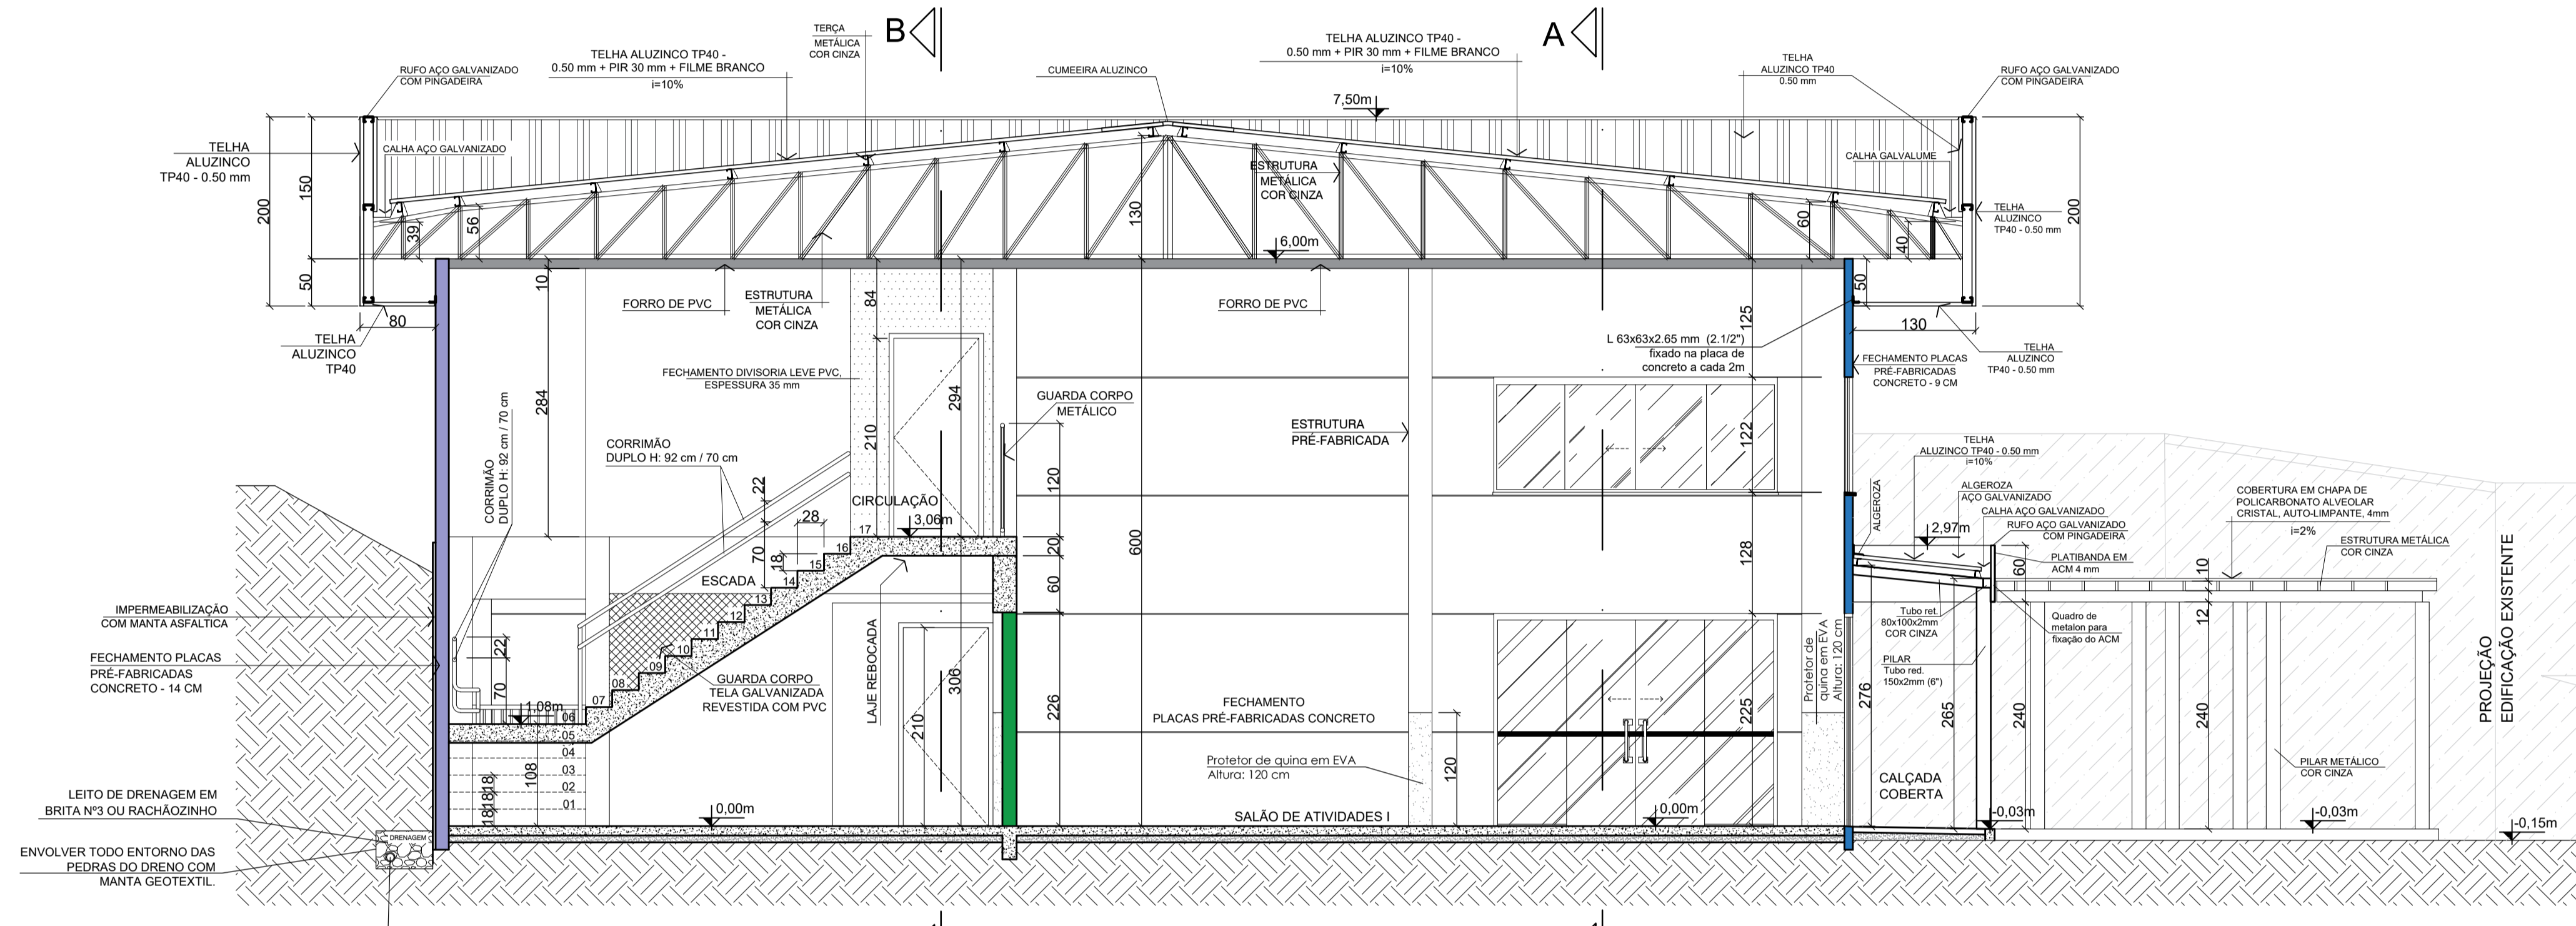 B
A
TERÇA
METÁLICA
COR CINZA
TELHA ALUZINCO TP40 -
0.50 mm + PIR 30 mm + FILME BRANCO
i=10%
RUFO AÇO GALVANIZADO
COM PINGADEIRA
CUMEEIRA ALUZINCO
TELHA ALUZINCO TP40 -
0.50 mm + PIR 30 mm + FILME BRANCO
i=10%
TELHA
ALUZINCO TP40
0.50 mm
RUFO AÇO GALVANIZADO
COM PINGADEIRA
7,50m
TELHA
ALUZINCO
TP40 - 0.50 mm
CALHA AÇO GALVANIZADO
CALHA GALVALUME
ESTRUTURA
METÁLICA
COR CINZA
200
150
50
39
56
130
60
40
200
TELHA
ALUZINCO
TP40 - 0.50 mm
6,00m
80
TELHA
ALUZINCO
TP40
10
FORRO DE PVC
ESTRUTURA
METÁLICA
COR CINZA
84
FORRO DE PVC
125
50
130
L 63x63x2.65 mm (2.1/2")
fixado na placa de
concreto a cada 2m
FECHAMENTO PLACAS
PRÉ-FABRICADAS
CONCRETO - 9 CM
TELHA
ALUZINCO
TP40 - 0.50 mm
FECHAMENTO DIVISORIA LEVE PVC,
ESPESSURA 35 mm
284
294
210
GUARDA CORPO
METÁLICO
ESTRUTURA
PRÉ-FABRICADA
122
CORRIMÃO
DUPLO H: 92 cm / 70 cm
CORRIMÃO
DUPLO H: 92 cm / 70 cm
22
70
28
18
CIRCULAÇÃO
3,06m
120
20
60
600
128
ESCADA
17
16
15
14
13
12
11
10
09
08
07
06
05
04
03
02
01
TELHA
ALUZINCO TP40 - 0.50 mm
i=10%
ALGEROZA
ALGEROZA
AÇO GALVANIZADO
CALHA AÇO GALVANIZADO
RUFO AÇO GALVANIZADO
COM PINGADEIRA
2,97m
PLATIBANDA EM
ACM 4 mm
60
COBERTURA EM CHAPA DE
POLICARBONATO ALVEOLAR
CRISTAL, AUTO-LIMPANTE, 4mm
i=2%
ESTRUTURA METÁLICA
COR CINZA
10
12
PROJEÇÃO
EDIFICAÇÃO EXISTENTE
IMPERMEABILIZAÇÃO
COM MANTA ASFALTICA
FECHAMENTO PLACAS
PRÉ-FABRICADAS
CONCRETO - 14 CM
22
70
1,08m
108
18
18
18
GUARDA CORPO
TELA GALVANIZADA
REVESTIDA COM PVC
LAJE REBOCADA
210
306
226
FECHAMENTO
PLACAS PRÉ-FABRICADAS CONCRETO
Protetor de quina em EVA
Altura: 120 cm
120
225
Protetor de
quina em EVA
Altura: 120 cm
Tubo ret.
80x100x2mm
COR CINZA
PILAR
Tubo red.
150x2mm (6")
Quadro de
metalon para
fixação do ACM
276
265
240
240
PILAR METÁLICO
COR CINZA
CALÇADA
COBERTA
LEITO DE DRENAGEM EM
BRITA Nº3 OU RACHÃOZINHO
DRENAGEM
ENVOLVER TODO ENTORNO DAS
PEDRAS DO DRENO COM
MANTA GEOTEXTIL.
0,00m
SALÃO DE ATIVIDADES I
0,00m
-0,03m
-0,03m
-0,15m